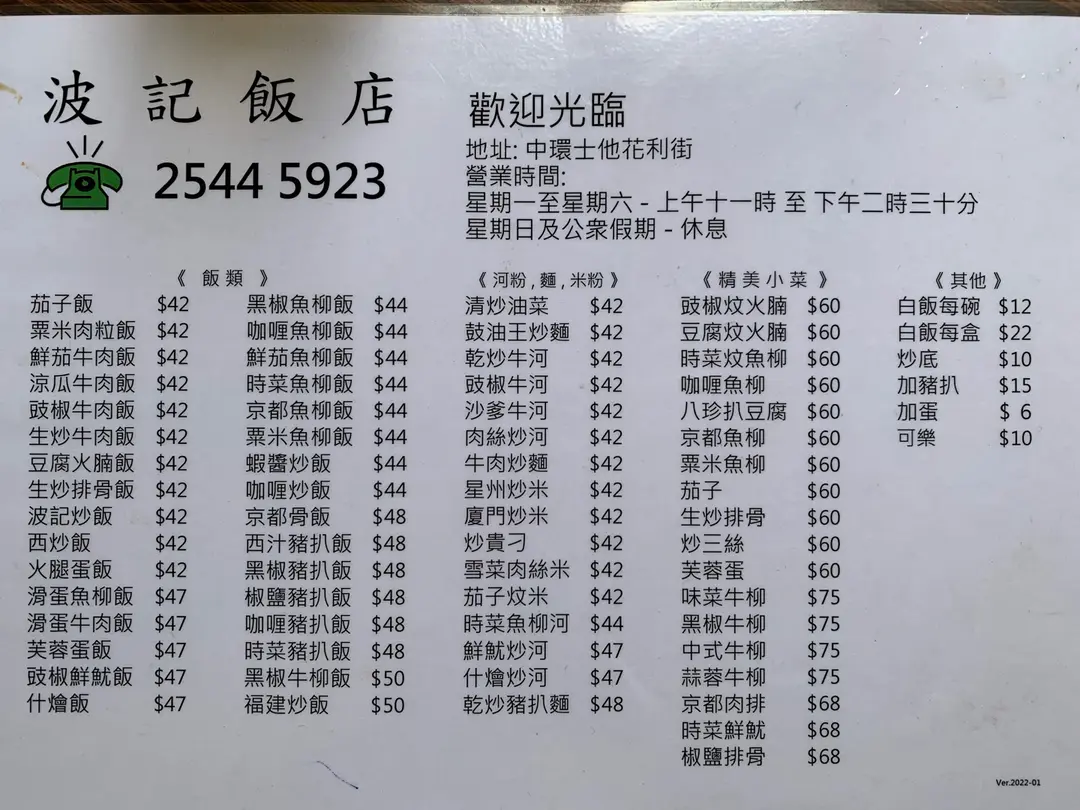 波記飯店
2544 5923
歡迎光臨
地址: 中環士他花利街
營業時間:
星期一至星期六 - 上午十一時 至 下午二時三十分
星期日及公衆假期 - 休息
《 飯類 》
茄子飯 $42
粟米肉粒飯 $42
鮮茄牛肉飯 $42
涼瓜牛肉飯 $42
豉椒牛肉飯 $42
生炒牛肉飯 $42
豆腐火腩飯 $42
生炒排骨飯 $42
波記炒飯 $42
西炒飯 $42
火腿蛋飯 $42
滑蛋魚柳飯 $47
滑蛋牛肉飯 $47
芙蓉蛋飯 $47
豉椒鮮魷飯 $47
什燴飯 $47
黑椒魚柳飯 $44
咖喱魚柳飯 $44
鮮茄魚柳飯 $44
時菜魚柳飯 $44
京都魚柳飯 $44
粟米魚柳飯 $44
蝦醬炒飯 $44
咖喱炒飯 $44
京都骨飯 $48
西汁豬扒飯 $48
黑椒豬扒飯 $48
椒鹽豬扒飯 $48
咖喱豬扒飯 $48
時菜豬扒飯 $48
黑椒牛柳飯 $50
福建炒飯 $50
《 河粉 , 麵 , 米粉 》
清炒油菜 $42
鼓油王炒麵 $42
乾炒牛河 $42
豉椒牛河 $42
沙爹牛河 $42
肉絲炒河 $42
牛肉炒麵 $42
星州炒米 $42
廈門炒米 $42
炒貴刁 $42
雪菜肉絲米 $42
茄子炆米 $42
時菜魚柳河 $44
鮮魷炒河 $47
什燴炒河 $47
乾炒豬扒麵 $48
《 精美小菜 》
豉椒炆火腩 $60
豆腐炆火腩 $60
時菜炆魚柳 $60
咖喱魚柳 $60
八珍扒豆腐 $60
京都魚柳 $60
粟米魚柳 $60
茄子 $60
生炒排骨 $60
炒三絲 $60
芙蓉蛋 $60
味菜牛柳 $75
黑椒牛柳 $75
中式牛柳 $75
蒜蓉牛柳 $75
京都肉排 $68
時菜鮮魷 $68
椒鹽排骨 $68
《 其他 》
白飯每碗 $12
白飯每盒 $22
炒底 $10
加豬扒 $15
加蛋 $ 6
可樂 $10
Ver.2022-01